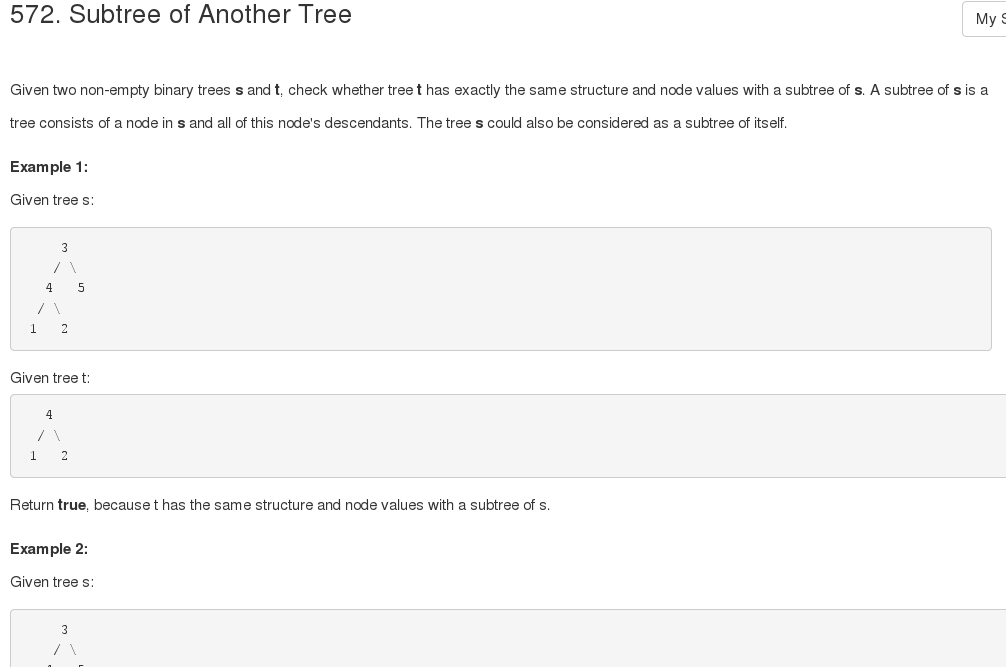 572. Subtree of Another Tree
My S
Given two non-empty binary trees s and t, check whether tree t has exactly the same structure and node values with a subtree of s. A subtree of s is a
tree consists of a node in s and all of this node's descendants. The tree s could also be considered as a subtree of itself.
Example 1:
Given tree s:
3
/ \
4 5
/ \
1 2
Given tree t:
4
/ \
1 2
Return true, because t has the same structure and node values with a subtree of s.
Example 2:
Given tree s:
3
/ \